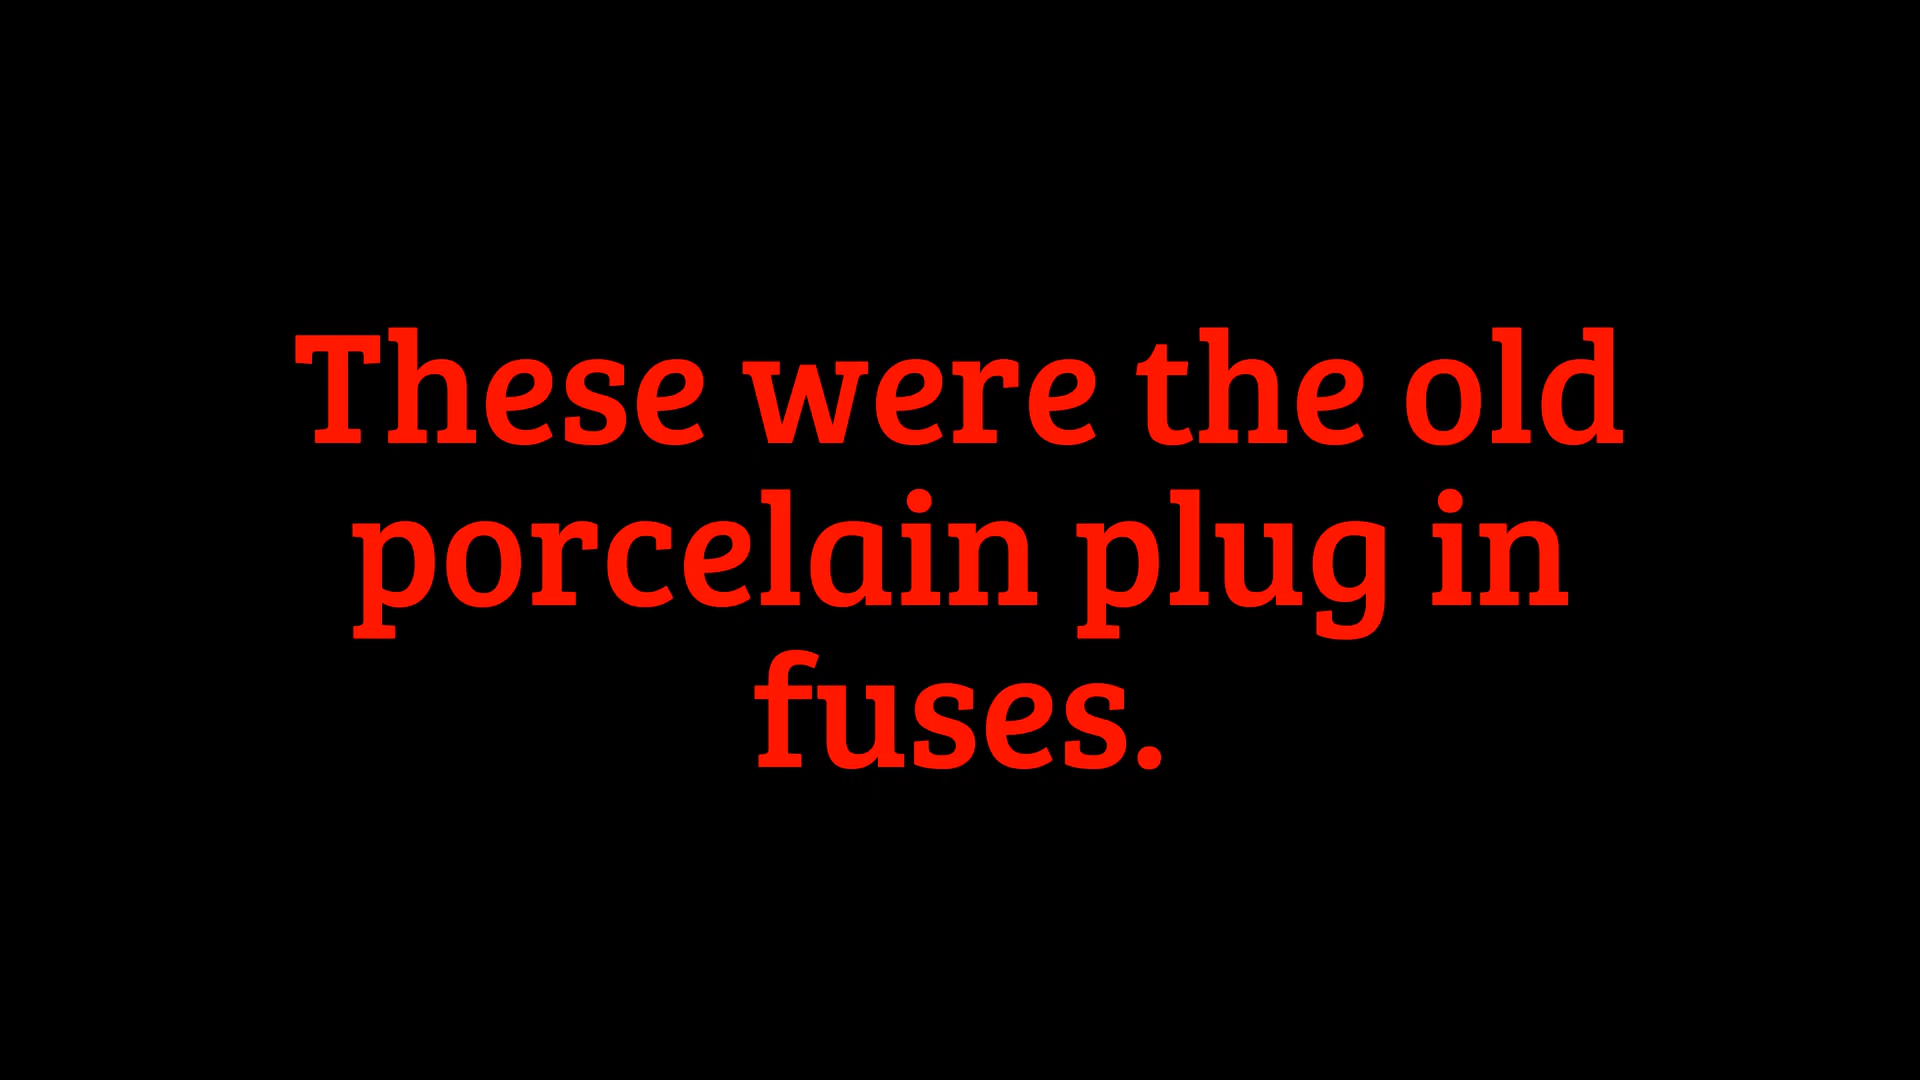 These were the old
porcelain plug in
fuses.